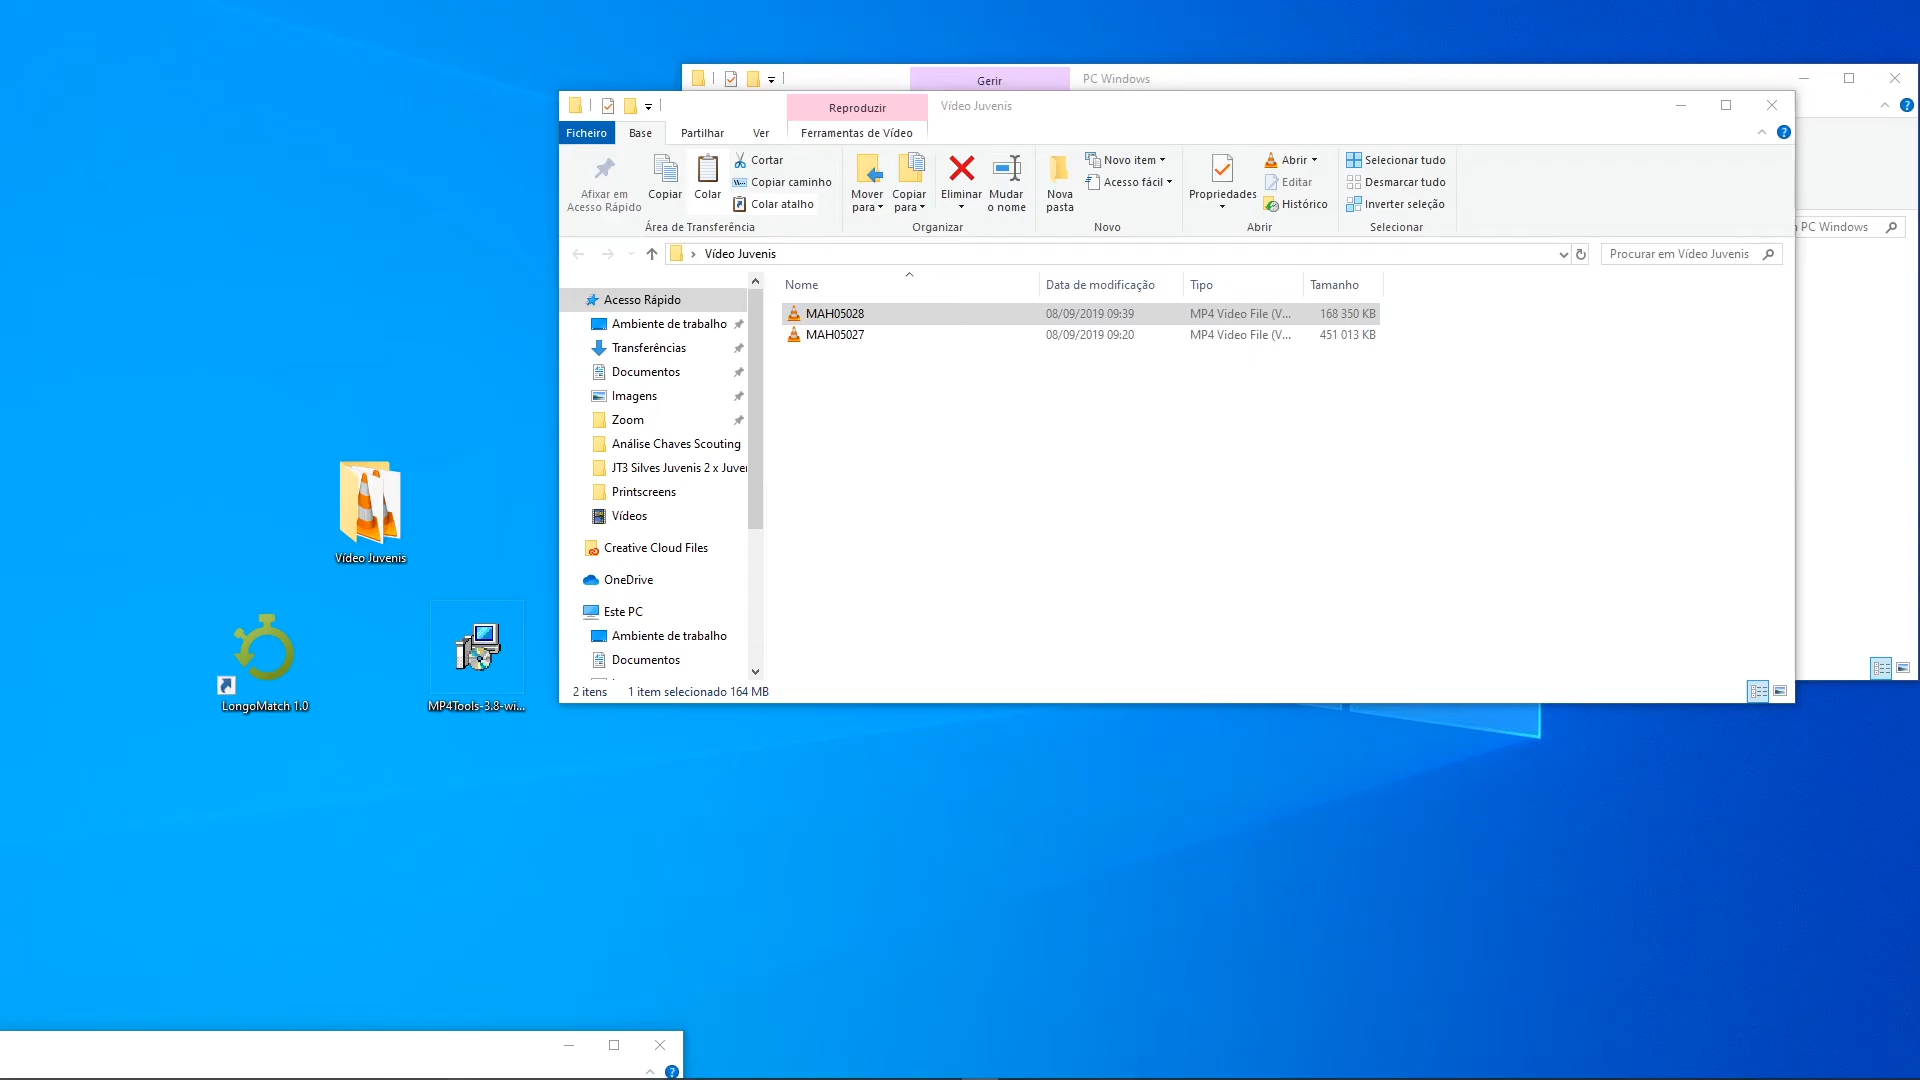 Gerir
PC Windows
Reproduzir
Vídeo Juvenis
Ficheiro
Base
Partilhar
Ver
Ferramentas de Vídeo
Afixar em
Acesso Rápido
Copiar
Colar
Cortar
Copiar caminho
Colar atalho
Área de Transferência
Mover
para
Copiar
para
Eliminar
Mudar
o nome
Organizar
Nova
pasta
Novo item
Acesso fácil
Novo
Propriedades
Abrir
Editar
Histórico
Abrir
Selecionar tudo
Desmarcar tudo
Inverter seleção
Selecionar
PC Windows
Vídeo Juvenis
Procurar em Vídeo Juvenis
Nome
Data de modificação
Tipo
Tamanho
MAH05028 08/09/2019 09:39 MP4 Video File (V... 168 350 KB
MAH05027 08/09/2019 09:20 MP4 Video File (V... 451 013 KB
Acesso Rápido
Ambiente de trabalho
Transferências
Documentos
Imagens
Zoom
Análise Chaves Scouting
JT3 Silves Juvenis 2 x Juve
Printscreens
Vídeos
Creative Cloud Files
OneDrive
Este PC
Ambiente de trabalho
Documentos
2 itens
1 item selecionado 164 MB
Vídeo Juvenis
LongoMatch 1.0
MP4Tools-3.8-wi...